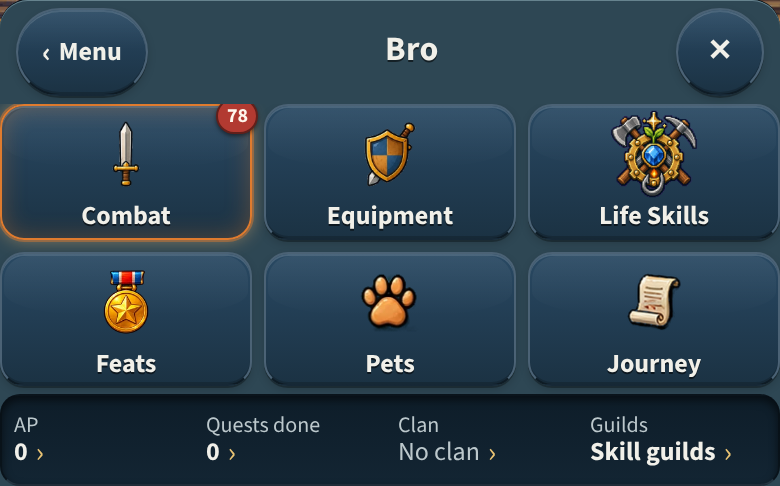 ‹ Menu
Bro
✕
78
Combat
Equipment
Life Skills
Feats
Pets
Journey
AP
0 ›
Quests done
0 ›
Clan
No clan ›
Guilds
Skill guilds ›